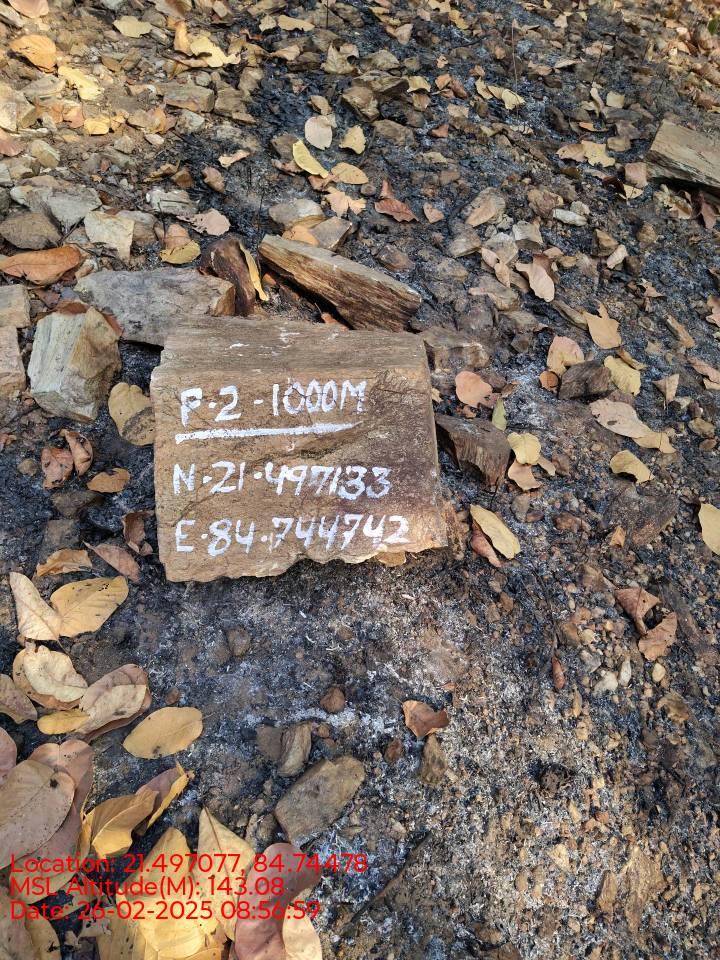 P.2-1000M
N.21.497133
E.84.744742
Location: 21.497077, 84.74478
MSL Altitude(M): 143.08
Date: 26-02-2025 08:56:59